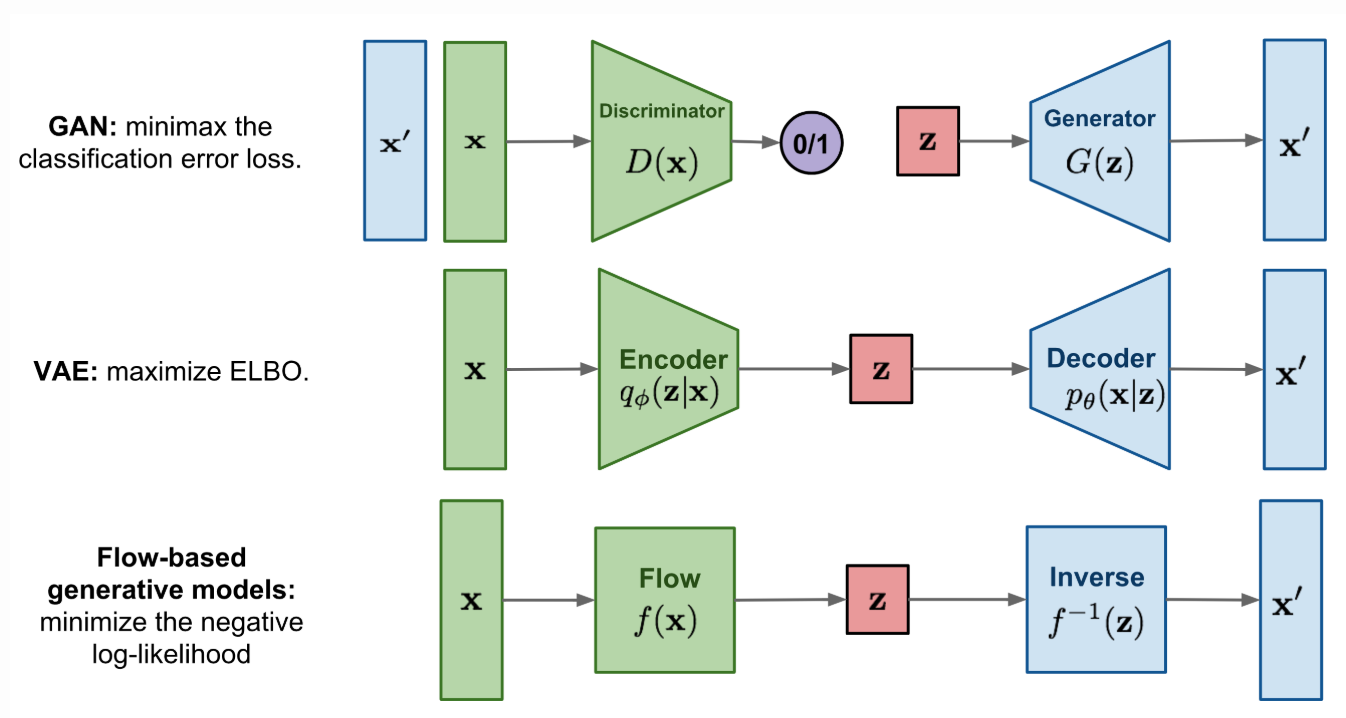 GAN: minimax the
classification error loss.
x′
x
Discriminator
D(x)
0/1
z
Generator
G(z)
x′
VAE: maximize ELBO.
x
Encoder
qϕ(z|x)
z
Decoder
pθ(x|z)
x′
Flow-based
generative models:
minimize the negative
log-likelihood
x
Flow
f(x)
z
Inverse
f⁻¹(z)
x′